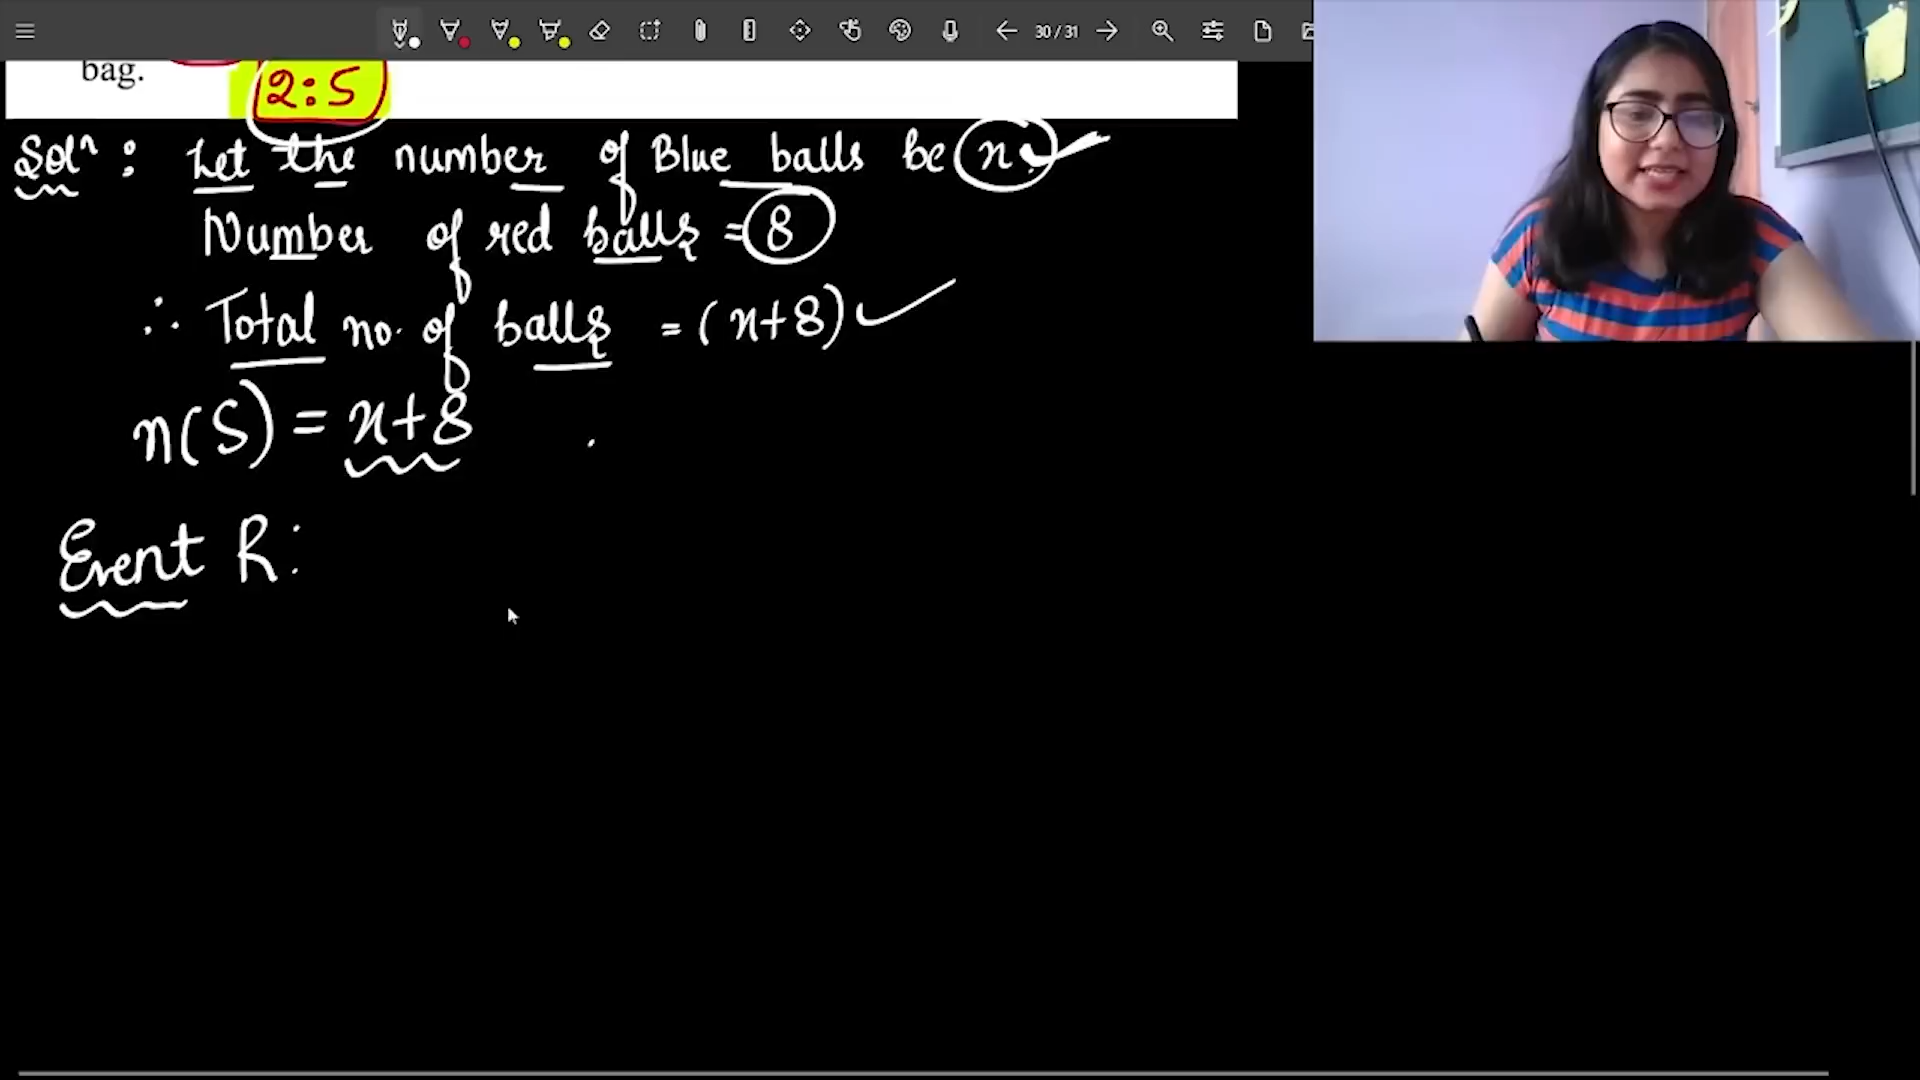 30 / 31
bag.
2:5
Solⁿ : Let the number of Blue balls be x.
Number of red balls = 8
∴ Total no. of balls = (x+8)
n(S) = x+8
Event R: